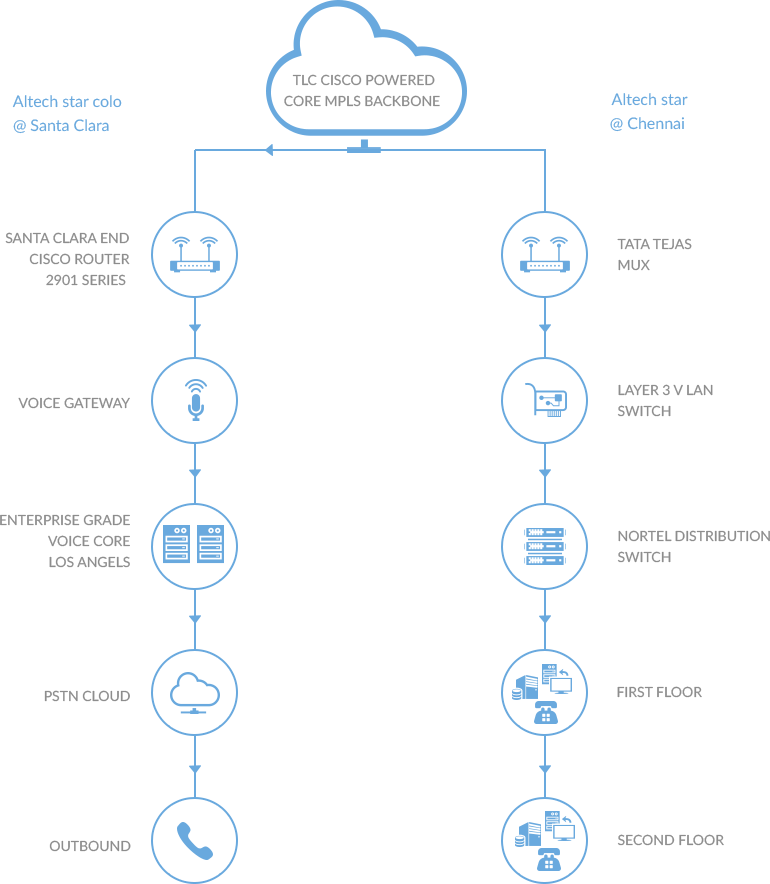 TLC CISCO POWERED
CORE MPLS BACKBONE
Altech star colo
@ Santa Clara
Altech star
@ Chennai
SANTA CLARA END
CISCO ROUTER
2901 SERIES
TATA TEJAS
MUX
VOICE GATEWAY
LAYER 3 V LAN
SWITCH
ENTERPRISE GRADE
VOICE CORE
LOS ANGELS
NORTEL DISTRIBUTION
SWITCH
PSTN CLOUD
FIRST FLOOR
OUTBOUND
SECOND FLOOR